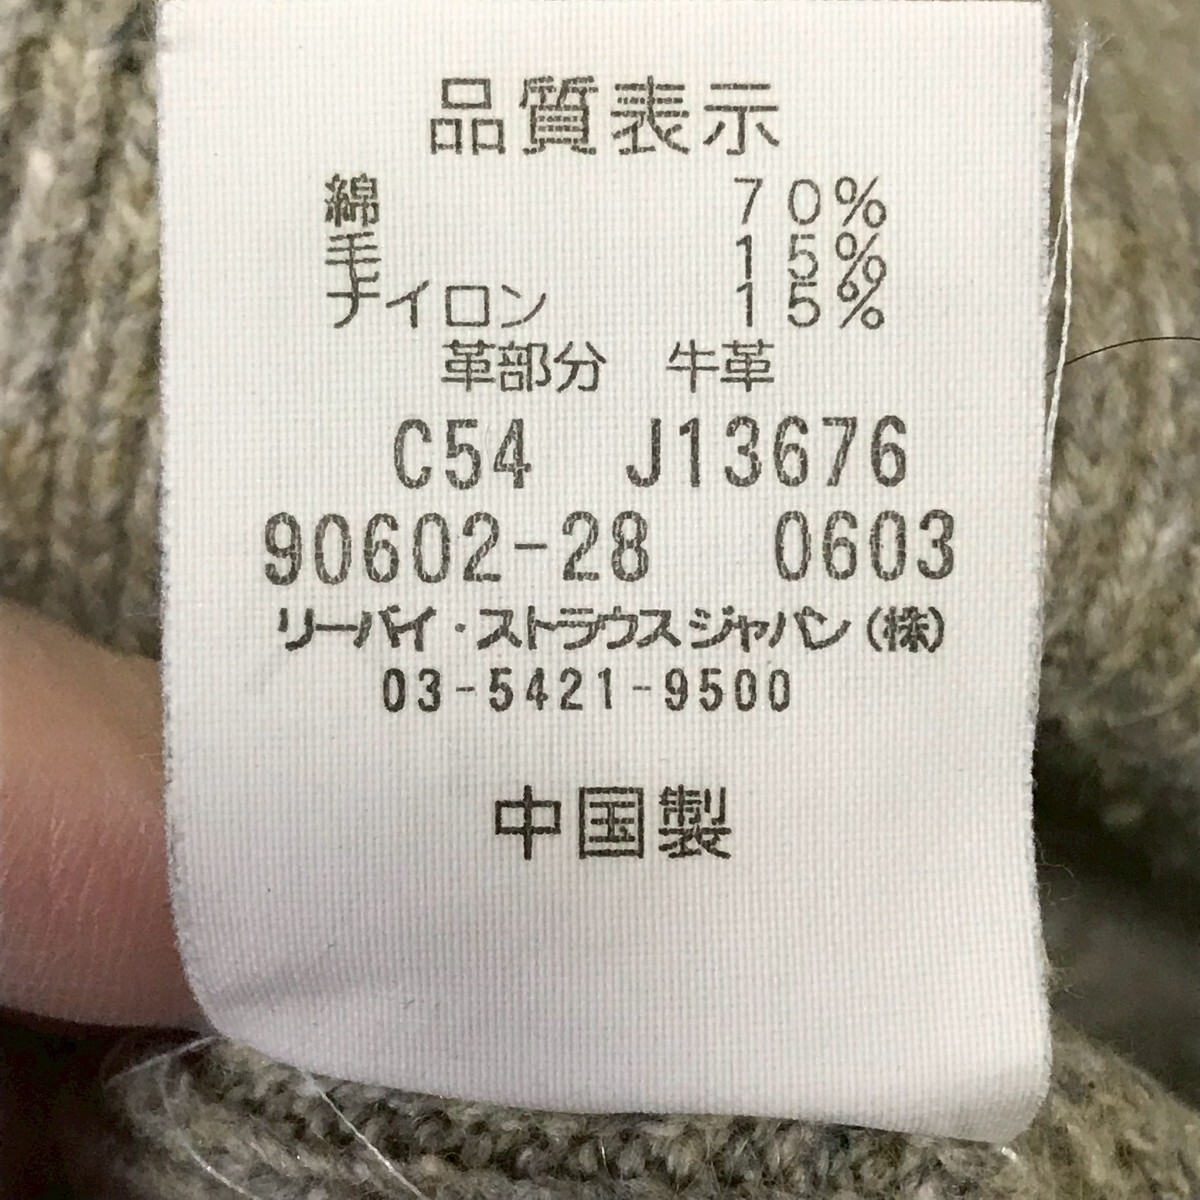 品質表示
綿 70%
毛 15%
ナイロン 15%
革部分 牛革
C54 J13676
90602-28 0603
リーバイ・ストラウス ジャパン(株)
03-5421-9500
中国製